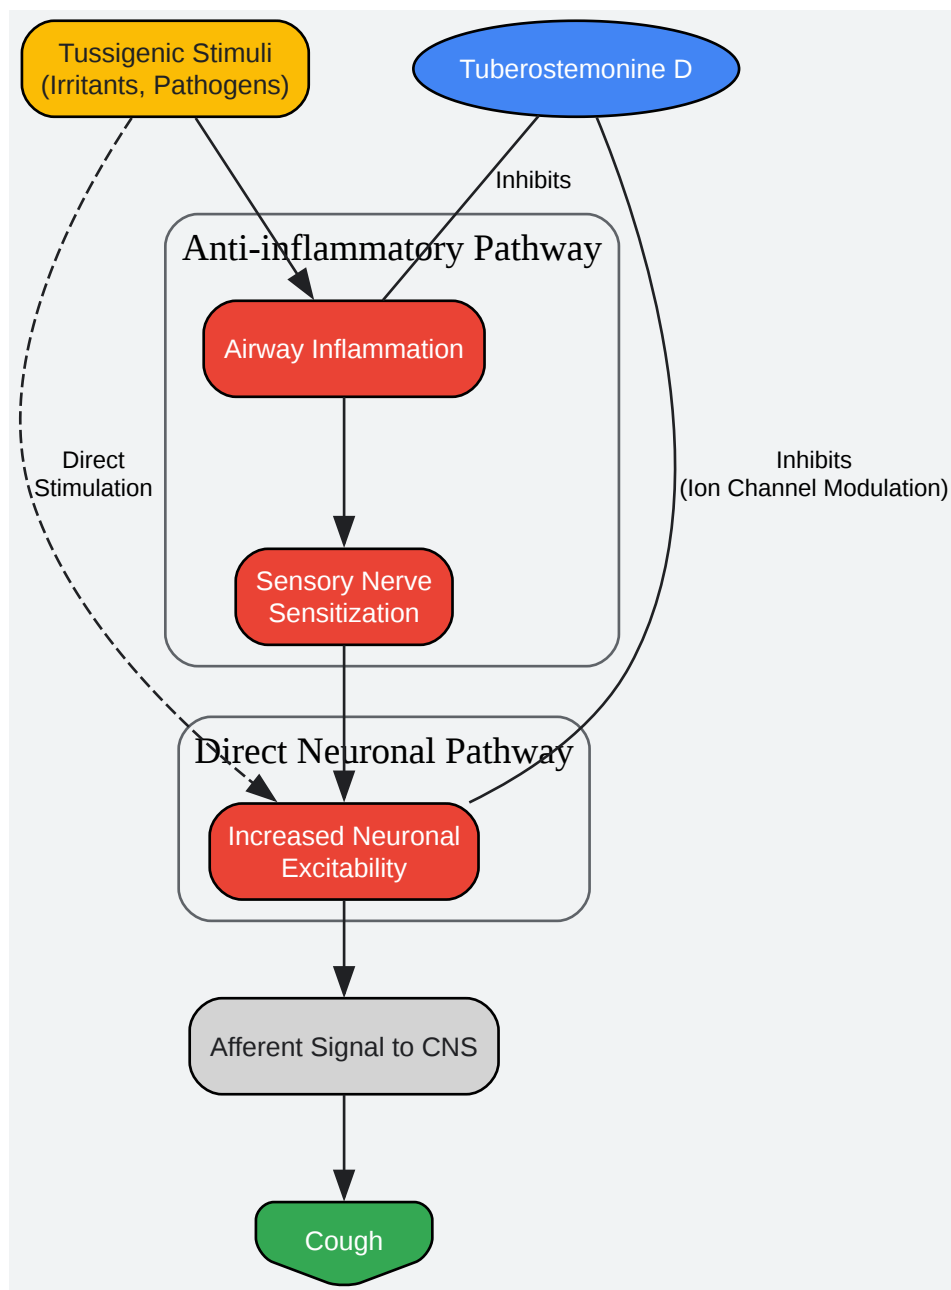 Tussigenic Stimuli
(Irritants, Pathogens)
Tuberostemonine D
Inhibits
Anti-inflammatory Pathway
Airway Inflammation
Direct
Stimulation
Inhibits
(Ion Channel Modulation)
Sensory Nerve
Sensitization
Direct Neuronal Pathway
Increased Neuronal
Excitability
Afferent Signal to CNS
Cough